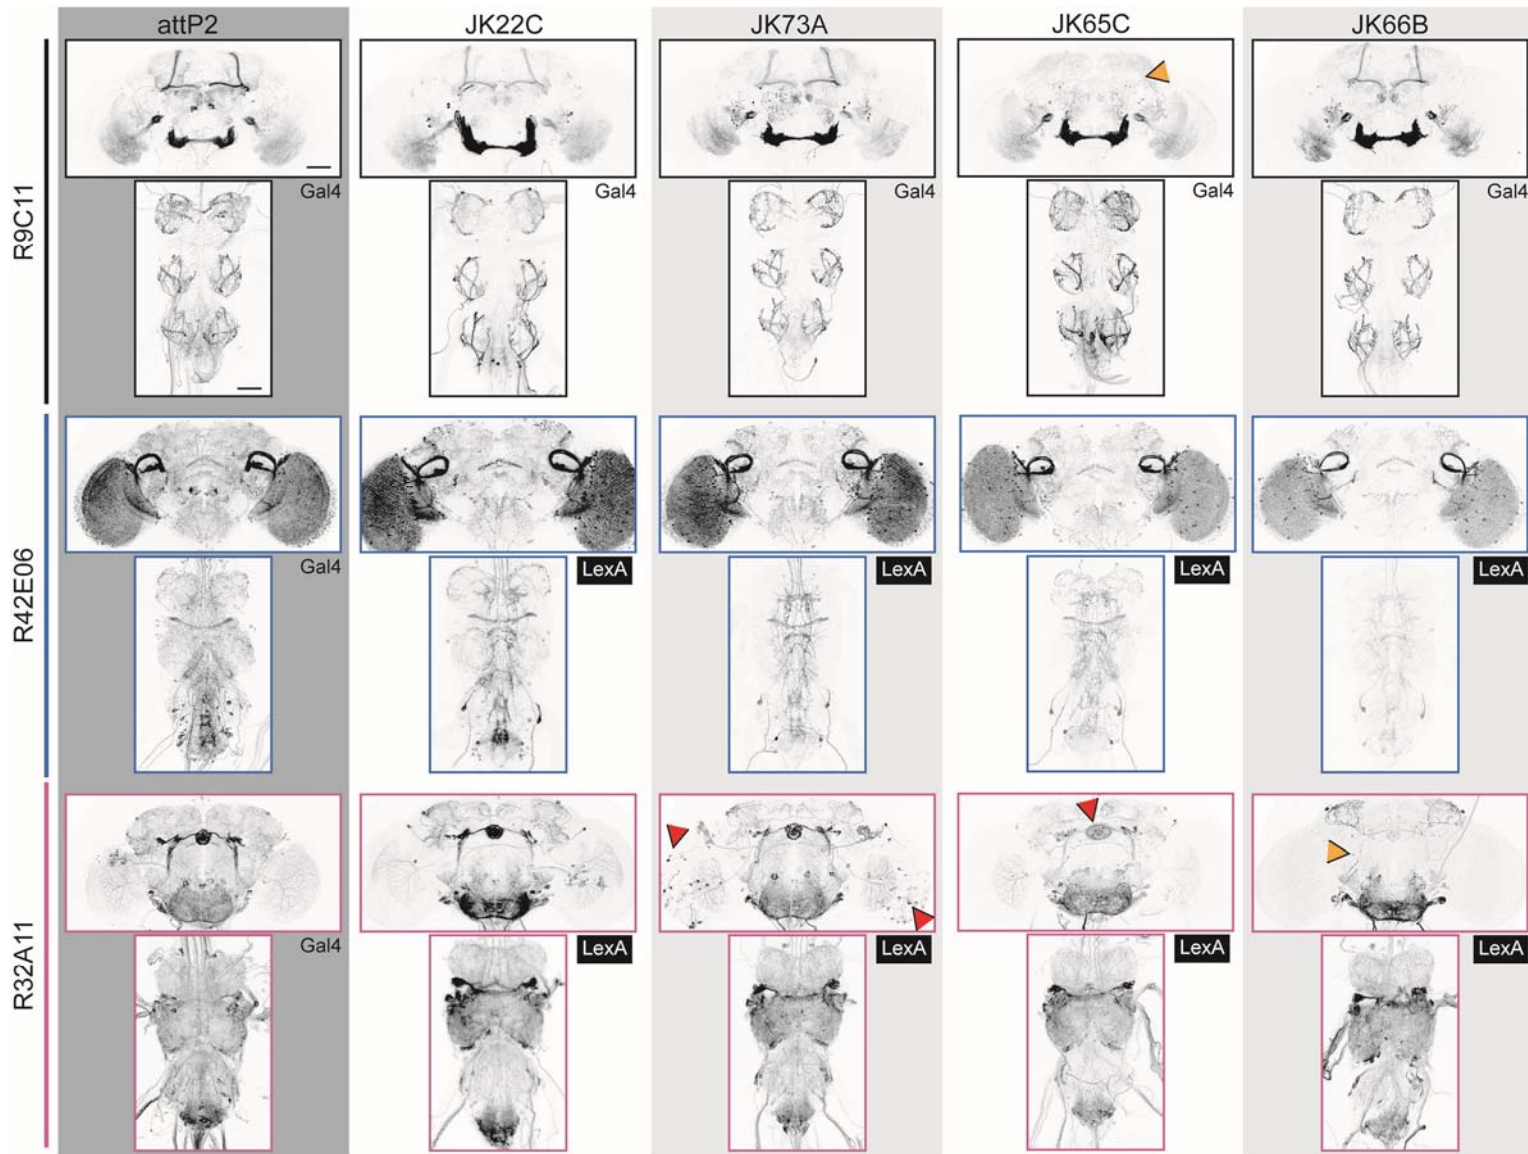 attP2 JK22C JK73A JK65C JK66B
R9C11
Gal4 Gal4 Gal4 Gal4 Gal4
R42E06
Gal4 LexA LexA LexA LexA
R32A11
Gal4 LexA LexA LexA LexA